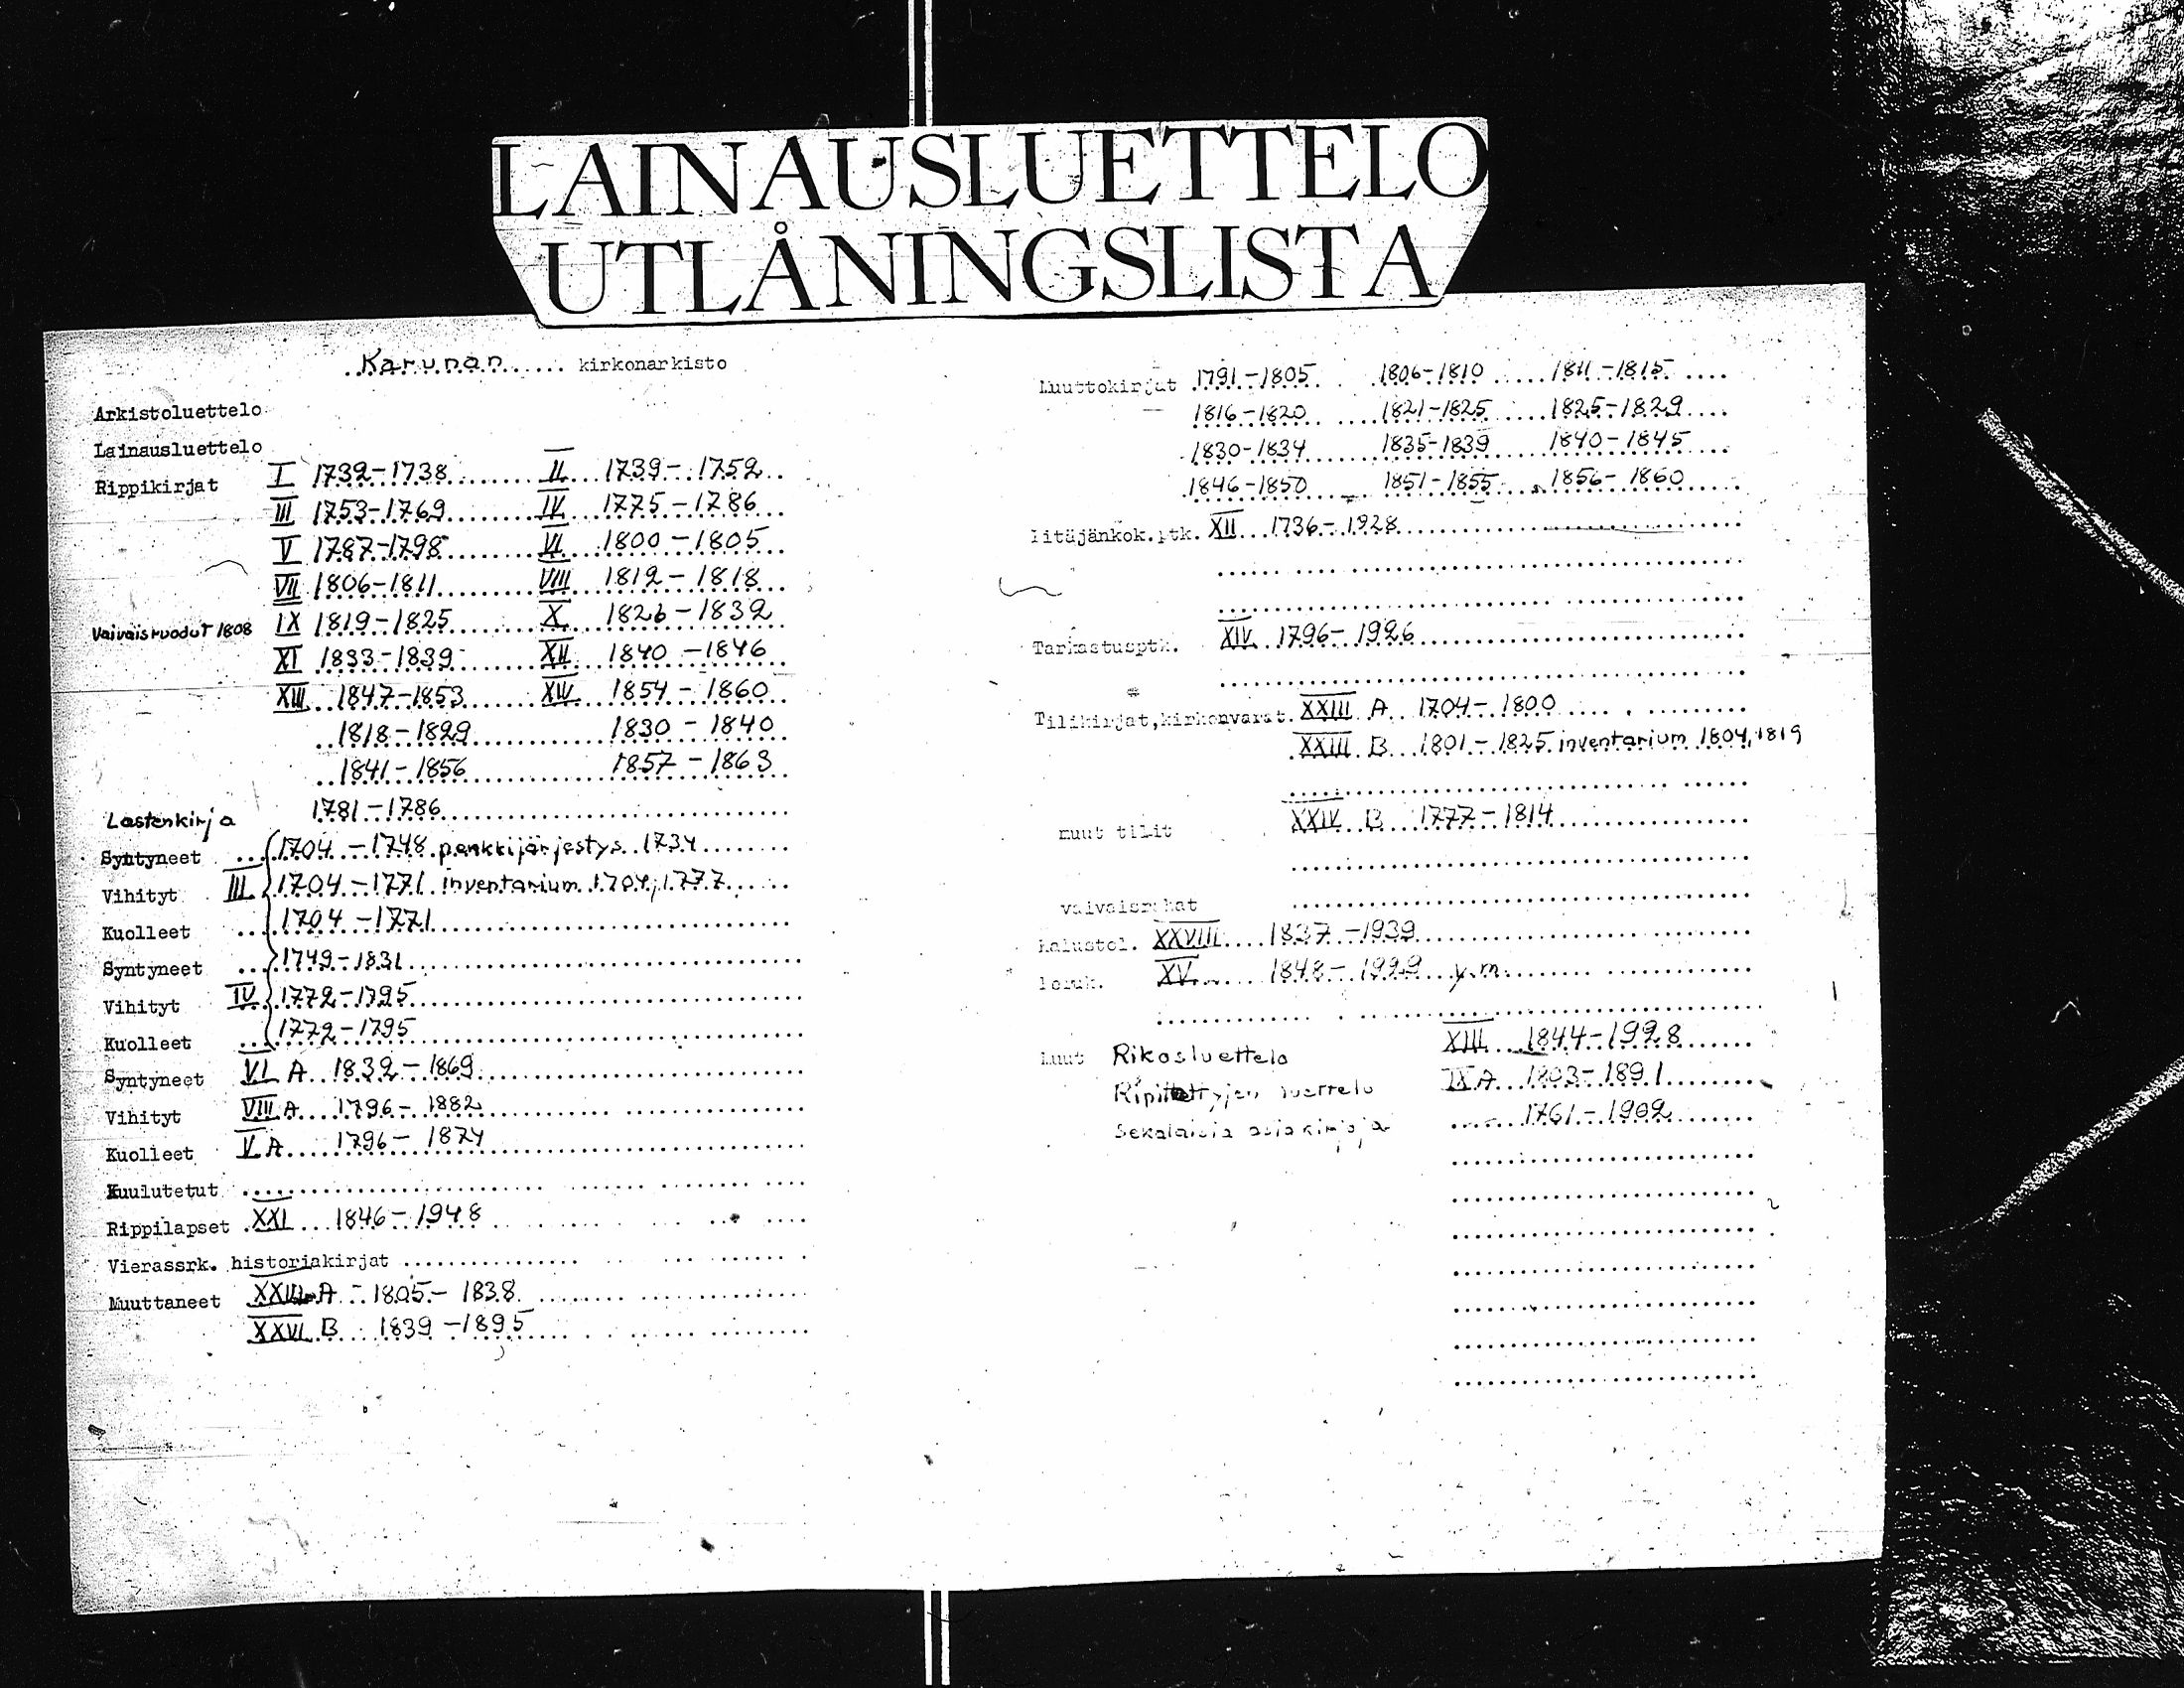 LAINAUSLUETTELO
UTLÅNINGSLISTA
Karunan kirkonarkisto
Arkistoluettelo
Lainausluettelo
Rippikirjat I 1732-1738 II 1739-1752
III 1753-1769 IV 1775-1786
V 1787-1798 VI 1800-1805
VII 1806-1811 VIII 1812-1818
Vaivaisruodut 1808 IX 1819-1825 X 1826-1832
XI 1833-1839 XII 1840-1846
XIII 1847-1853 XIV 1854-1860
1818-1829 1830-1840
1841-1856 1857-1863
Lastenkirja 1781-1786
Syntyneet 1704-1748 penkkijärjestys 1734
Vihityt III 1704-1771 inventarium 1704, 1777
Kuolleet 1704-1771
Syntyneet 1749-1831
Vihityt IV 1772-1795
Kuolleet 1772-1795
Syntyneet VI A 1832-1869
Vihityt VIII A 1796-1882
Kuolleet V A 1796-1874
Kuulutetut
Rippilapset XXI 1846-1948
Vierassrk. historiakirjat
Muuttaneet A 1805-1838
XXVI B 1839-1895
Muuttokirjat 1791-1805 1806-1810 1811-1815
1816-1820 1821-1825 1825-1829
1830-1834 1835-1839 1840-1845
1846-1850 1851-1855 1856-1860
Pitäjänkok.ptk. XII 1736-1928
Tarkastusptk. XIV 1796-1926
Tilikirjat, kirkonvarat XXIII A 1704-1800
XXIII B 1801-1825 inventarium 1804, 1819
muut tilit XXIV B 1777-1814
vaivaisrahat
Kalustol. XXVIII 1837-1939
XV 1848-1929 y.m.
Muut Rikosluettelo XIII 1844-1928
luettelo IX A 1803-1891
Sekalaisia asiakirjoja 1761-1902